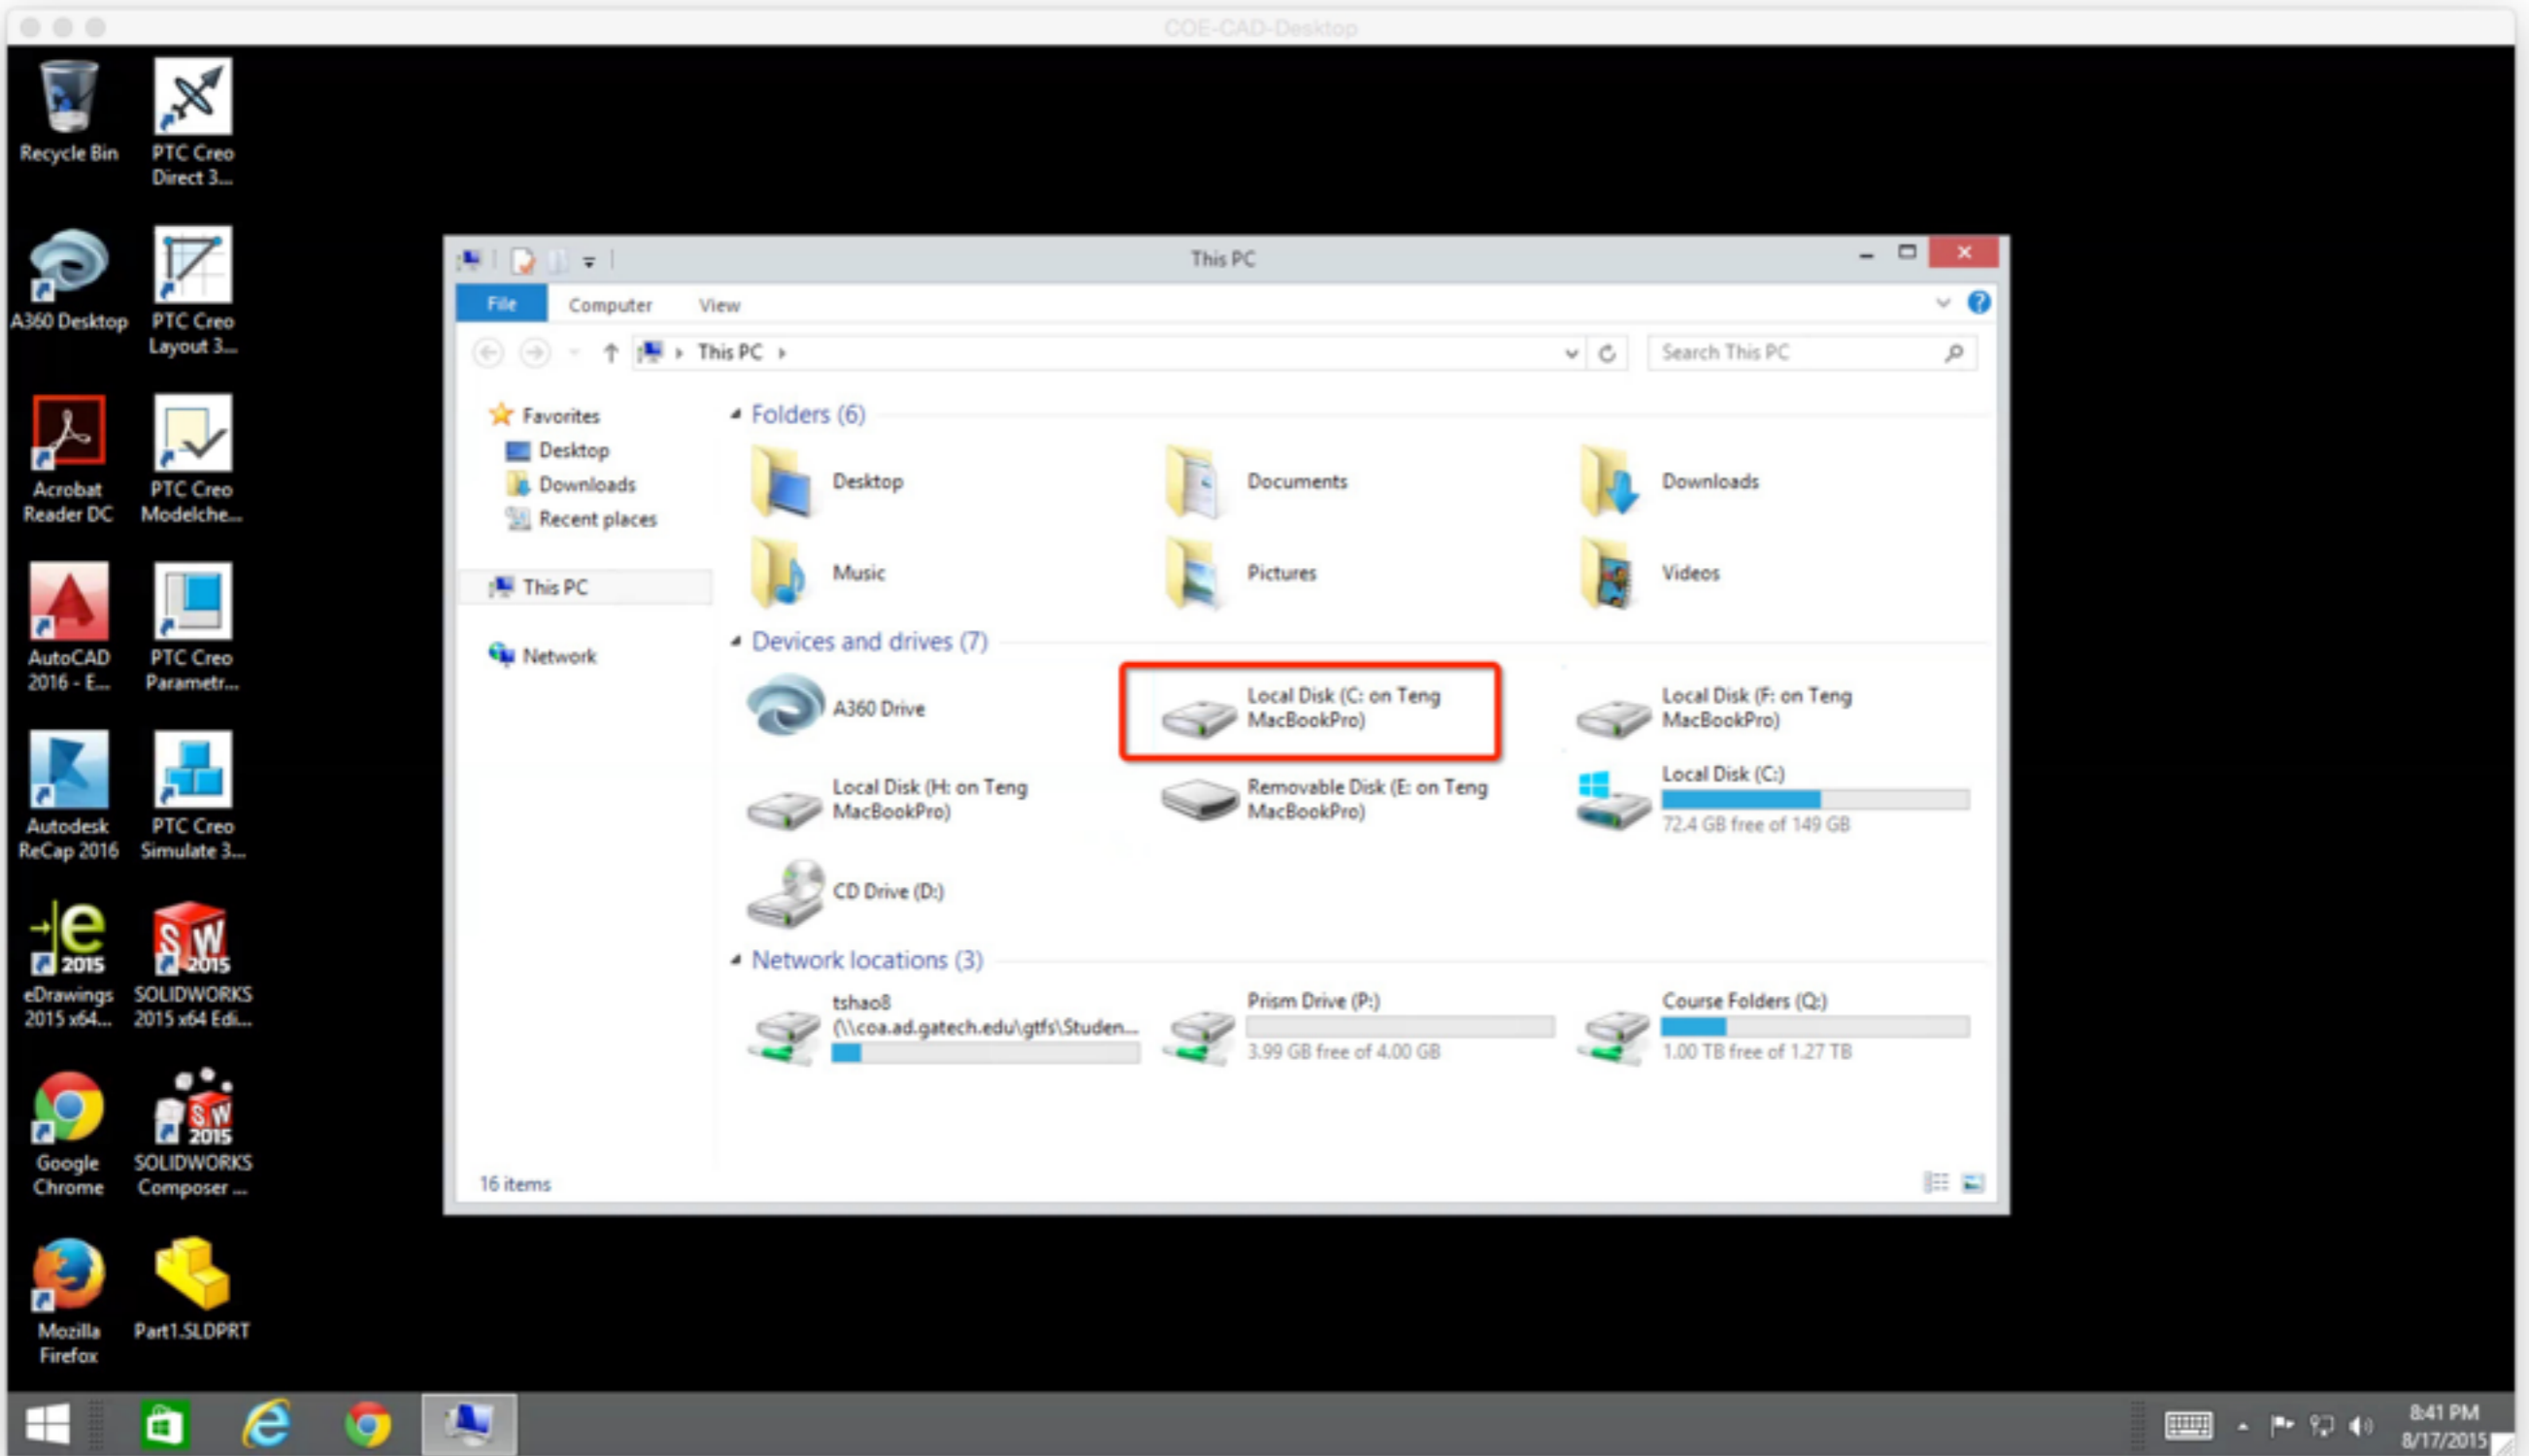 COE-CAD-Desktop
Recycle Bin
PTC Creo
Direct 3...
A360 Desktop
PTC Creo
Layout 3...
Acrobat
Reader DC
PTC Creo
Modelche...
AutoCAD
2016 - E...
PTC Creo
Parametr...
Autodesk
ReCap 2016
PTC Creo
Simulate 3...
e
2015
eDrawings
2015 x64...
SW
2015
SOLIDWORKS
2015 x64 Edi...
Google
Chrome
SW
2015
SOLIDWORKS
Composer ...
Mozilla
Firefox
Part1.SLDPRT
This PC
File
Computer
View
This PC
Search This PC
Favorites
Desktop
Downloads
Recent places
This PC
Network
Folders (6)
Desktop
Documents
Downloads
Music
Pictures
Videos
Devices and drives (7)
A360 Drive
Local Disk (C: on Teng
MacBookPro)
Local Disk (F: on Teng
MacBookPro)
Local Disk (H: on Teng
MacBookPro)
Removable Disk (E: on Teng
MacBookPro)
Local Disk (C:)
72.4 GB free of 149 GB
CD Drive (D:)
Network locations (3)
tshao8
(\\coa.ad.gatech.edu\gtfs\Studen...
Prism Drive (P:)
3.99 GB free of 4.00 GB
Course Folders (Q:)
1.00 TB free of 1.27 TB
16 items
8:41 PM
8/17/2015